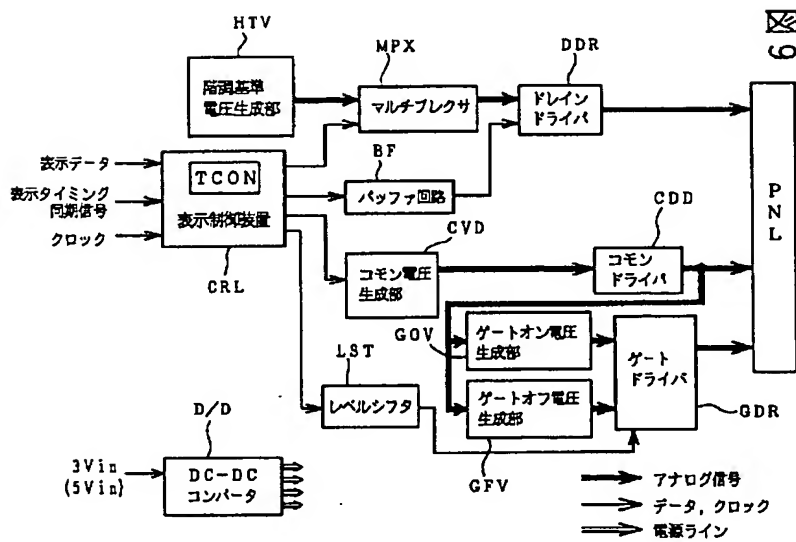 図9
HTV
MPX
DDR
階調基準
電圧生成部
マルチプレクサ
ドレイン
ドライバ
PNL
表示データ
表示タイミング
同期信号
クロック
TCON
表示制御装置
CRL
BF
バッファ回路
CVD
コモン電圧
生成部
CDD
コモン
ドライバ
GOV
ゲートオン電圧
生成部
ゲート
ドライバ
GDR
LST
レベルシフタ
ゲートオフ電圧
生成部
GFV
D/D
3Vin
(5Vin)
DC-DC
コンバータ
アナログ信号
データ,クロック
電源ライン